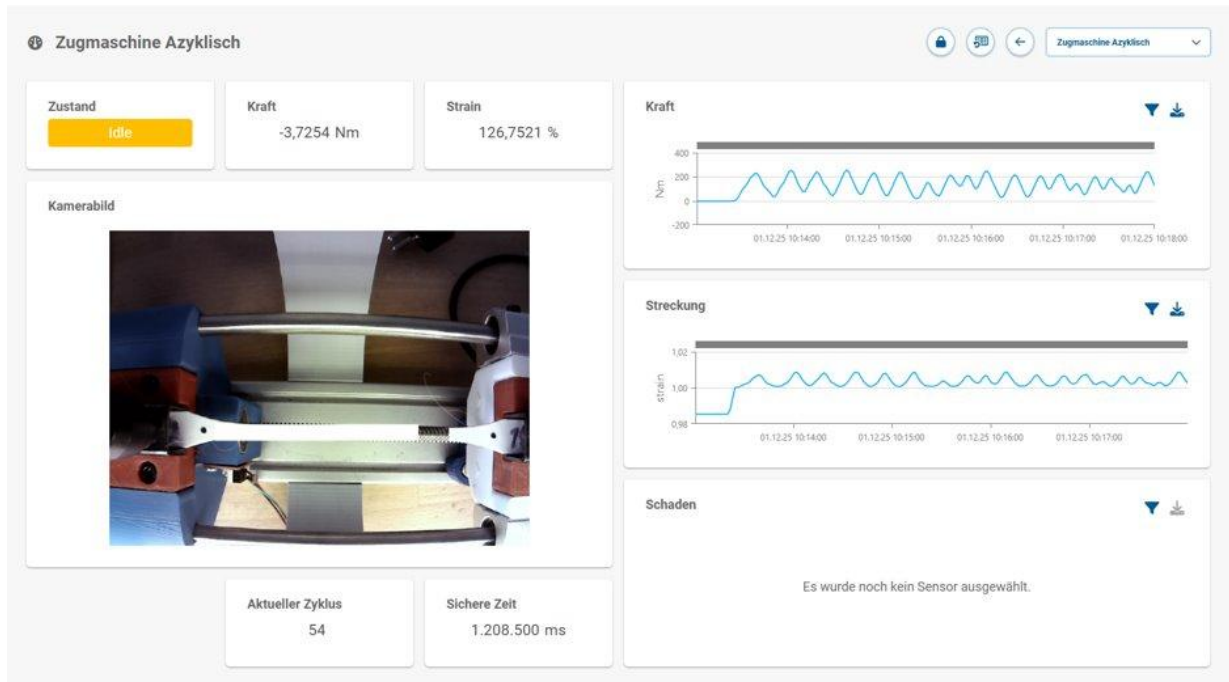 Zugmaschine Azyklisch
Zugmaschine Azyklisch
Zustand
Idle
Kraft
-3,7254 Nm
Strain
126,7521 %
Kamerabild
Aktueller Zyklus
54
Sichere Zeit
1.208.500 ms
Kraft
Nm
400
200
0
-200
01.12.25 10:14:00 01.12.25 10:15:00 01.12.25 10:16:00 01.12.25 10:17:00 01.12.25 10:18:00
Streckung
strain
1,02
1,00
0,98
01.12.25 10:14:00 01.12.25 10:15:00 01.12.25 10:16:00 01.12.25 10:17:00
Schaden
Es wurde noch kein Sensor ausgewählt.